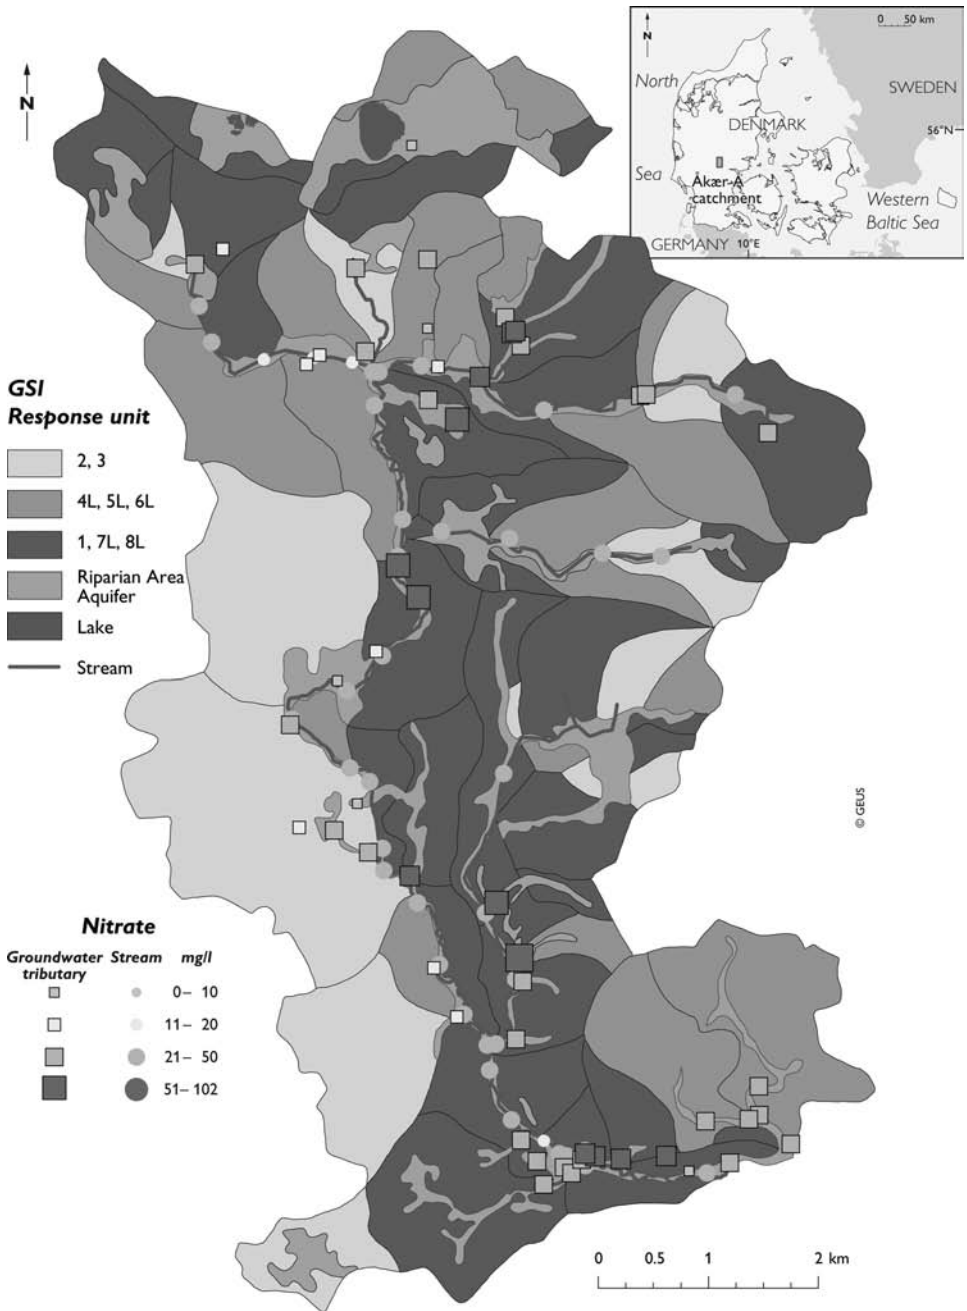 N
N
0 50 km
North
SWEDEN
DENMARK
56°N
Sea
Åkær Å
catchment
Western
Baltic Sea
GERMANY
10°E
GSI
Response unit
2, 3
4L, 5L, 6L
1, 7L, 8L
Riparian Area
Aquifer
Lake
Stream
© GEUS
Nitrate
Groundwater
tributary
Stream
mg/l
0– 10
11– 20
21– 50
51– 102
0 0.5 1 2 km